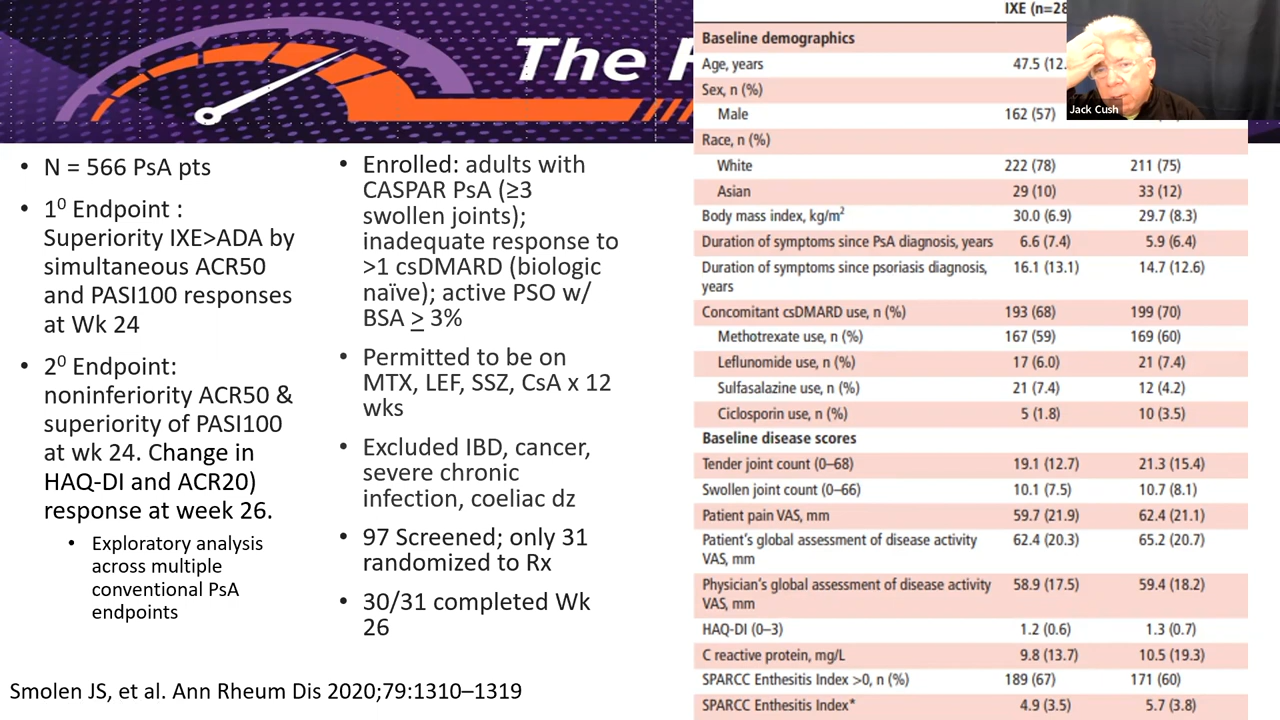 The
N = 566 PsA pts
1⁰ Endpoint :
Superiority IXE>ADA by
simultaneous ACR50
and PASI100 responses
at Wk 24
2⁰ Endpoint:
noninferiority ACR50 &
superiority of PASI100
at wk 24. Change in
HAQ-DI and ACR20)
response at week 26.
Exploratory analysis
across multiple
conventional PsA
endpoints
Enrolled: adults with
CASPAR PsA (≥3
swollen joints);
inadequate response to
>1 csDMARD (biologic
naïve); active PSO w/
BSA ≥ 3%
Permitted to be on
MTX, LEF, SSZ, CsA x 12
wks
Excluded IBD, cancer,
severe chronic
infection, coeliac dz
97 Screened; only 31
randomized to Rx
30/31 completed Wk
26
Smolen JS, et al. Ann Rheum Dis 2020;79:1310–1319
IXE (n=28
Baseline demographics
Age, years 47.5 (12.
Sex, n (%)
Male 162 (57)
Race, n (%)
White 222 (78) 211 (75)
Asian 29 (10) 33 (12)
Body mass index, kg/m² 30.0 (6.9) 29.7 (8.3)
Duration of symptoms since PsA diagnosis, years 6.6 (7.4) 5.9 (6.4)
Duration of symptoms since psoriasis diagnosis, 16.1 (13.1) 14.7 (12.6)
years
Concomitant csDMARD use, n (%) 193 (68) 199 (70)
Methotrexate use, n (%) 167 (59) 169 (60)
Leflunomide use, n (%) 17 (6.0) 21 (7.4)
Sulfasalazine use, n (%) 21 (7.4) 12 (4.2)
Ciclosporin use, n (%) 5 (1.8) 10 (3.5)
Baseline disease scores
Tender joint count (0–68) 19.1 (12.7) 21.3 (15.4)
Swollen joint count (0–66) 10.1 (7.5) 10.7 (8.1)
Patient pain VAS, mm 59.7 (21.9) 62.4 (21.1)
Patient's global assessment of disease activity 62.4 (20.3) 65.2 (20.7)
VAS, mm
Physician's global assessment of disease activity 58.9 (17.5) 59.4 (18.2)
VAS, mm
HAQ-DI (0–3) 1.2 (0.6) 1.3 (0.7)
C reactive protein, mg/L 9.8 (13.7) 10.5 (19.3)
SPARCC Enthesitis Index >0, n (%) 189 (67) 171 (60)
SPARCC Enthesitis Index* 4.9 (3.5) 5.7 (3.8)
Jack Cush